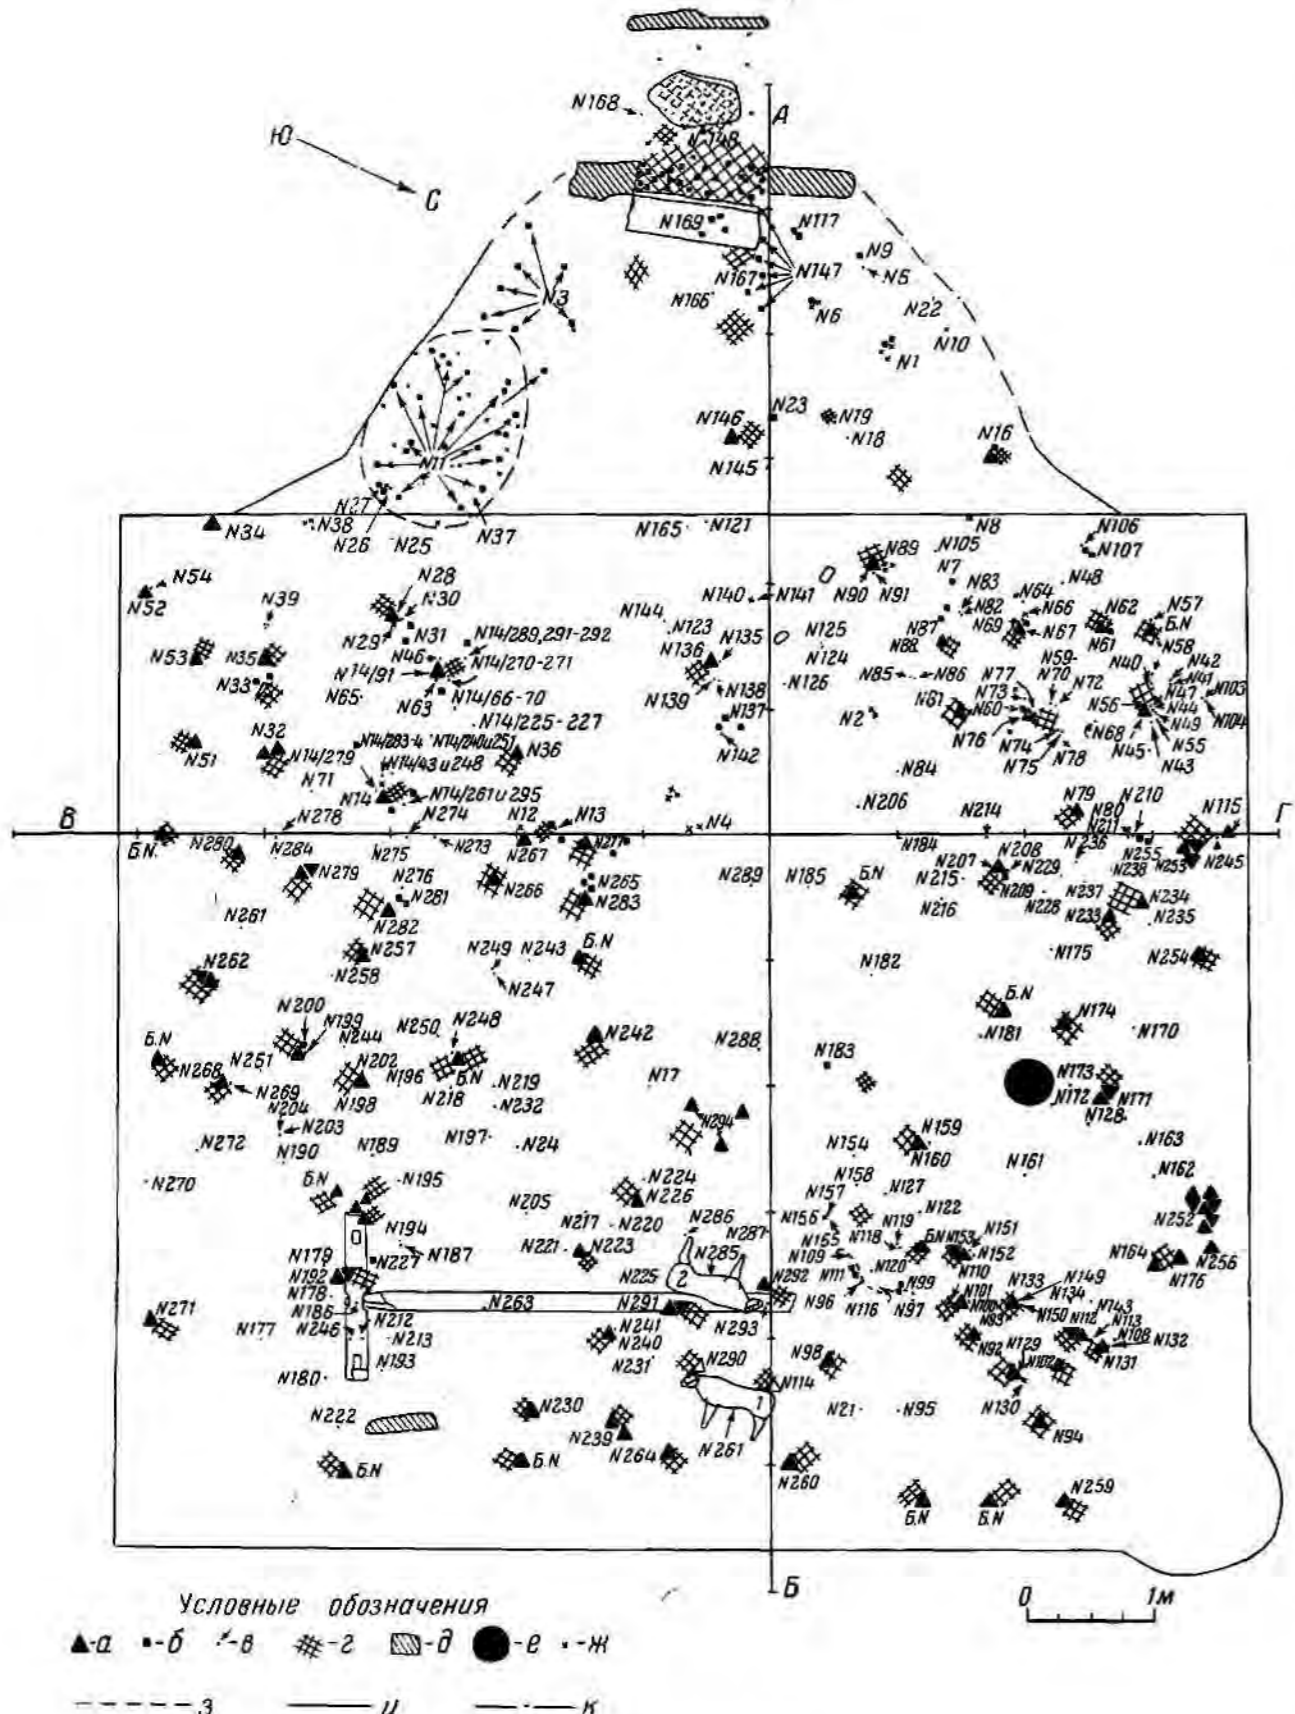 N168
А
N148
Ю
С
N169 N117
N9
N3 N167 N147 N5
N166 N6 N22
N10
N1
N23 N19
N146 N18 N16
N11 N145
N27
N34 N38 N37 N165 N121 N8 N106
N26 N25 N89 N105 N107
N54 N28 N7 N83 N48
N52 N39 N30 N140 N141 N90 N91 N64
N144 N82 N66 N62 N57
N29 N31 N14/289,291-292 N123 N135 N125 N87 N69 N67 Б.N
N53 N35 N46 N14/270-271 N136 N124 N88 N59 N61 N58
N14/91 N85 N86 N77 N70 N40 N42
N33 N65 N63 N14/66-70 N139 N138 N126 N61 N73 N72 N47 N41 N103
N14/225-227 N137 N2 N60 N56 N44 N104
N32 N14/283-4 N14/240и251 N36 N76 N74 N68 N49
N51 N14/279 N142 N75 N78 N45 N55
N71 N14/43и248 N84 N43
N14 N14/261и295 N206 N79 N80 N210
В N278 N274 N12 N13 N4 N214 N211 N115 Г
Б.N. N280 N284 N275 N273 N267 N277 N184 N208 N236 N255 N253 N245
N279 N276 N266 N265 N289 N185 Б.N N207 N229 N238
N281 N283 N215 N209 N237 N234
N261 N282 N216 N228 N233 N235
N257 N249 N243 Б.N N175 N254
N262 N258 N247 N182
N200 Б.N
N199 N250 N248 N242 N174
Б.N N244 N288 N181 N170
N268 N251 N202 N196 Б.N N219 N183 N173
N269 N198 N218 N232 N17 N172 N171
N204 N128
N272 N203 N189 N197 N24 N294 N154 N159 N163
N190 N160 N161 N162
N270 Б.N N195 N205 N224 N158 N127
N226 N157 N122 N252
N194 N217 N220 N286 N156 N119 N151
N179 N187 N221 N223 N287 N155 N118 Б.N N153 N152 N164 N256
N192 N227 N225 2 N285 N109 N120 N110 N176
N178 N292 N111 N99 N101 N133 N149
N271 N186 N212 N263 N291 N96 N116 N97 N100 N134 N143
N177 N246 N213 N241 N293 N93 N150 N112 N113
N193 N240 N98 N92 N129 N108 N132
N180 N231 N290 N131
N222 N230 1 N114 N21 N95 N130
N239 N94
N264 N261
Б.N Б.N N260 N259
Б.N Б.N
Б
Условные обозначения 0 1м
-а -б -в -г -д -е -ж
з и к